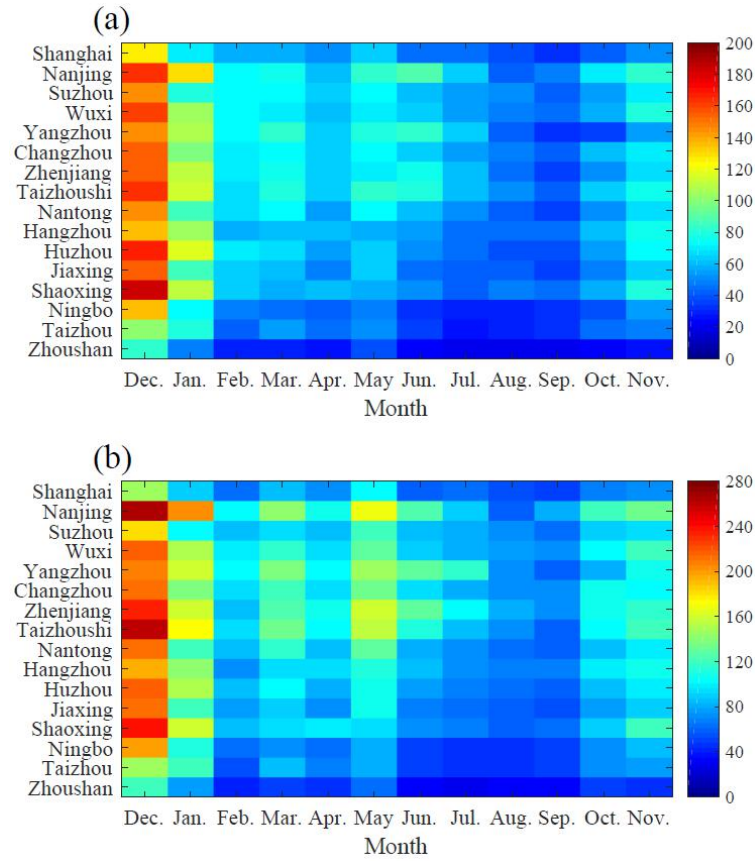 (a)
Shanghai
Nanjing
Suzhou
Wuxi
Yangzhou
Changzhou
Zhenjiang
Taizhoushi
Nantong
Hangzhou
Huzhou
Jiaxing
Shaoxing
Ningbo
Taizhou
Zhoushan
Dec. Jan. Feb. Mar. Apr. May Jun. Jul. Aug. Sep. Oct. Nov.
Month
200
180
160
140
120
100
80
60
40
20
0
(b)
Shanghai
Nanjing
Suzhou
Wuxi
Yangzhou
Changzhou
Zhenjiang
Taizhoushi
Nantong
Hangzhou
Huzhou
Jiaxing
Shaoxing
Ningbo
Taizhou
Zhoushan
Dec. Jan. Feb. Mar. Apr. May Jun. Jul. Aug. Sep. Oct. Nov.
Month
280
240
200
160
120
80
40
0